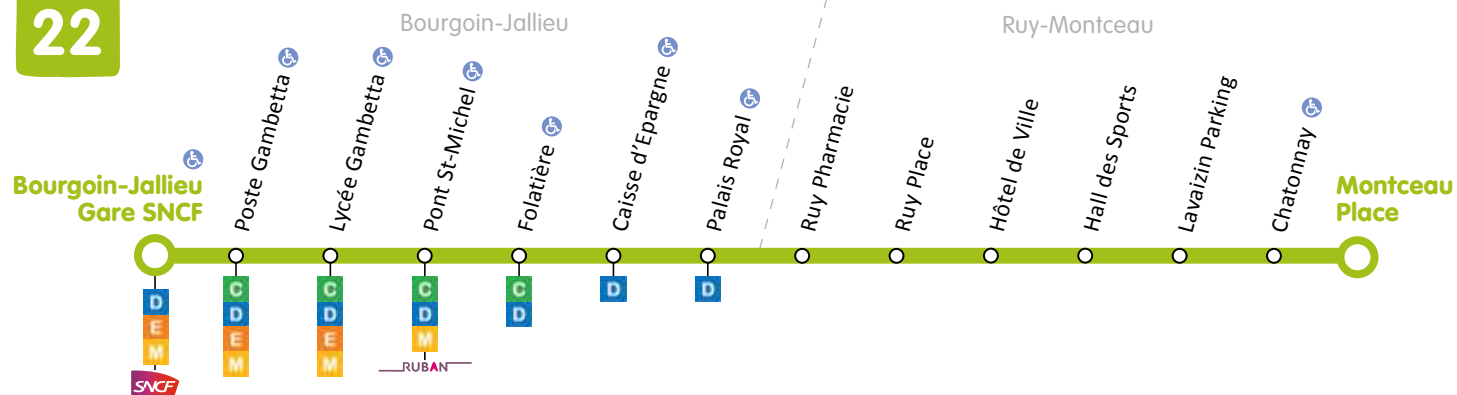 22
Bourgoin-Jallieu
Ruy-Montceau
Bourgoin-Jallieu
Gare SNCF
Poste Gambetta
Lycée Gambetta
Pont St-Michel
Folatière
Caisse d'Epargne
Palais Royal
Ruy Pharmacie
Ruy Place
Hôtel de Ville
Hall des Sports
Lavaizin Parking
Chatonnay
Montceau
Place
D
E
M
SNCF
C
D
E
M
C
D
E
M
C
D
M
RUBAN
C
D
D
D